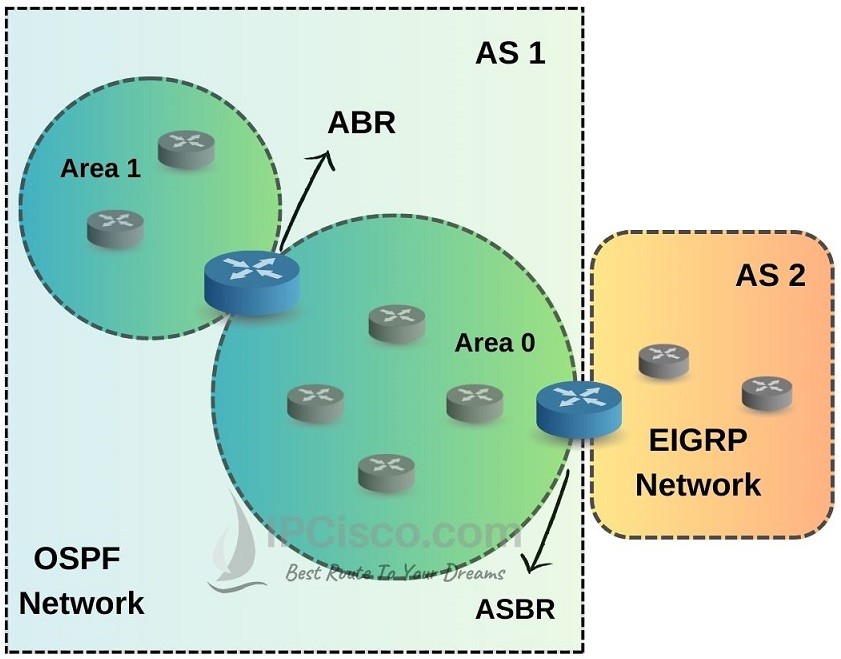 AS 1
ABR
Area 1
AS 2
Area 0
EIGRP
Network
IPCisco.com
Best Route To Your Dreams
OSPF
Network
ASBR